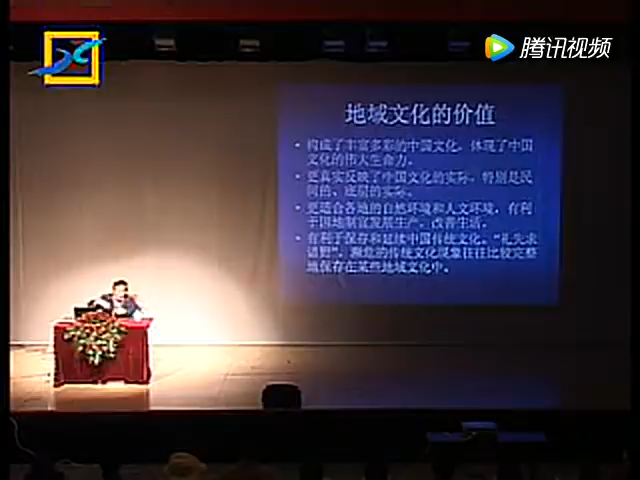 腾讯视频
地域文化的价值
• 构成了丰富多彩的中国文化，体现了中国
文化的伟大生命力。
• 更真实反映了中国文化的实际，特别是民
间的、底层的实际。
• 更适合各地的自然环境和人文环境，有利
于因地制宜发展生产，改善生活。
• 有利于保存和延续中国传统文化。“礼失求
诸野”，濒危的传统文化现象往往比较完整
地保存在某些地域文化中。